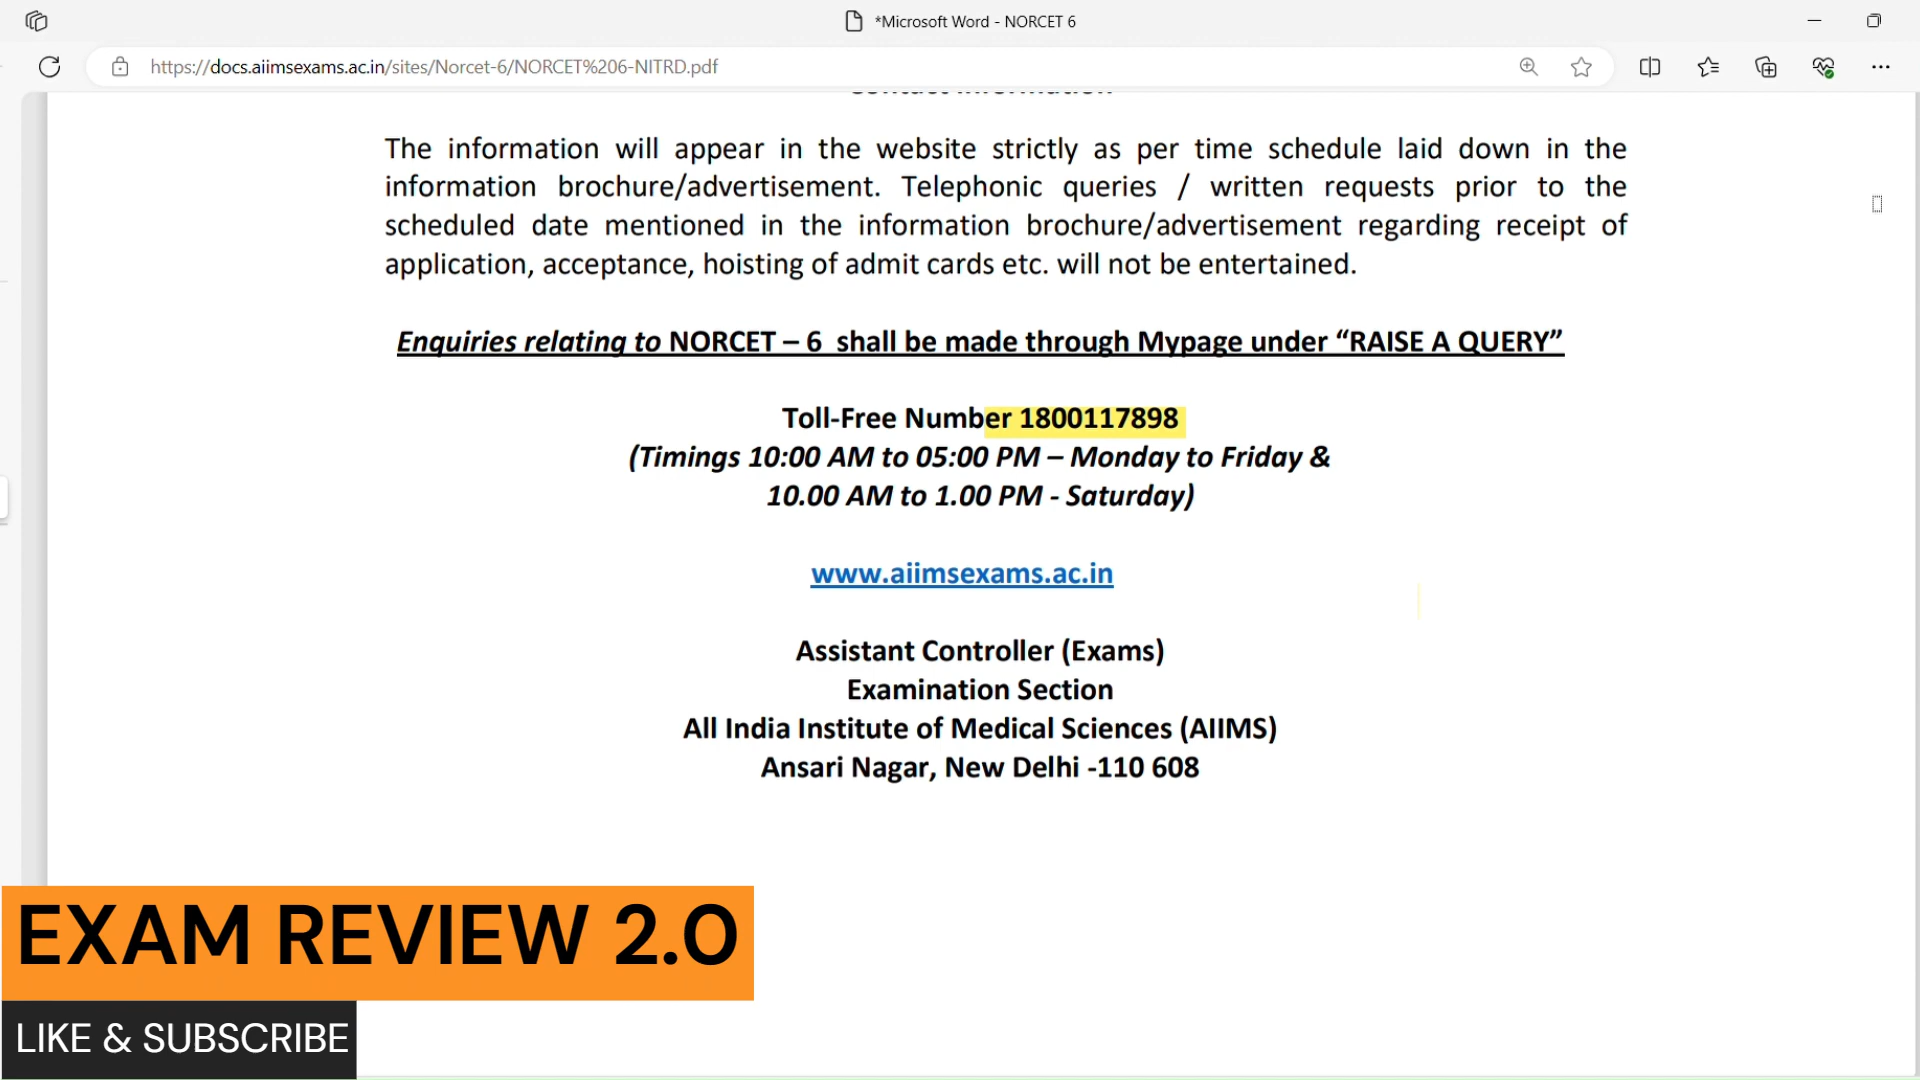 *Microsoft Word - NORCET 6
https://docs.aiimsexams.ac.in/sites/Norcet-6/NORCET%206-NITRD.pdf
The information will appear in the website strictly as per time schedule laid down in the
information brochure/advertisement. Telephonic queries / written requests prior to the
scheduled date mentioned in the information brochure/advertisement regarding receipt of
application, acceptance, hoisting of admit cards etc. will not be entertained.
Enquiries relating to NORCET – 6 shall be made through Mypage under “RAISE A QUERY”
Toll-Free Number 1800117898
(Timings 10:00 AM to 05:00 PM – Monday to Friday &
10.00 AM to 1.00 PM - Saturday)
www.aiimsexams.ac.in
Assistant Controller (Exams)
Examination Section
All India Institute of Medical Sciences (AIIMS)
Ansari Nagar, New Delhi -110 608
EXAM REVIEW 2.0
LIKE & SUBSCRIBE